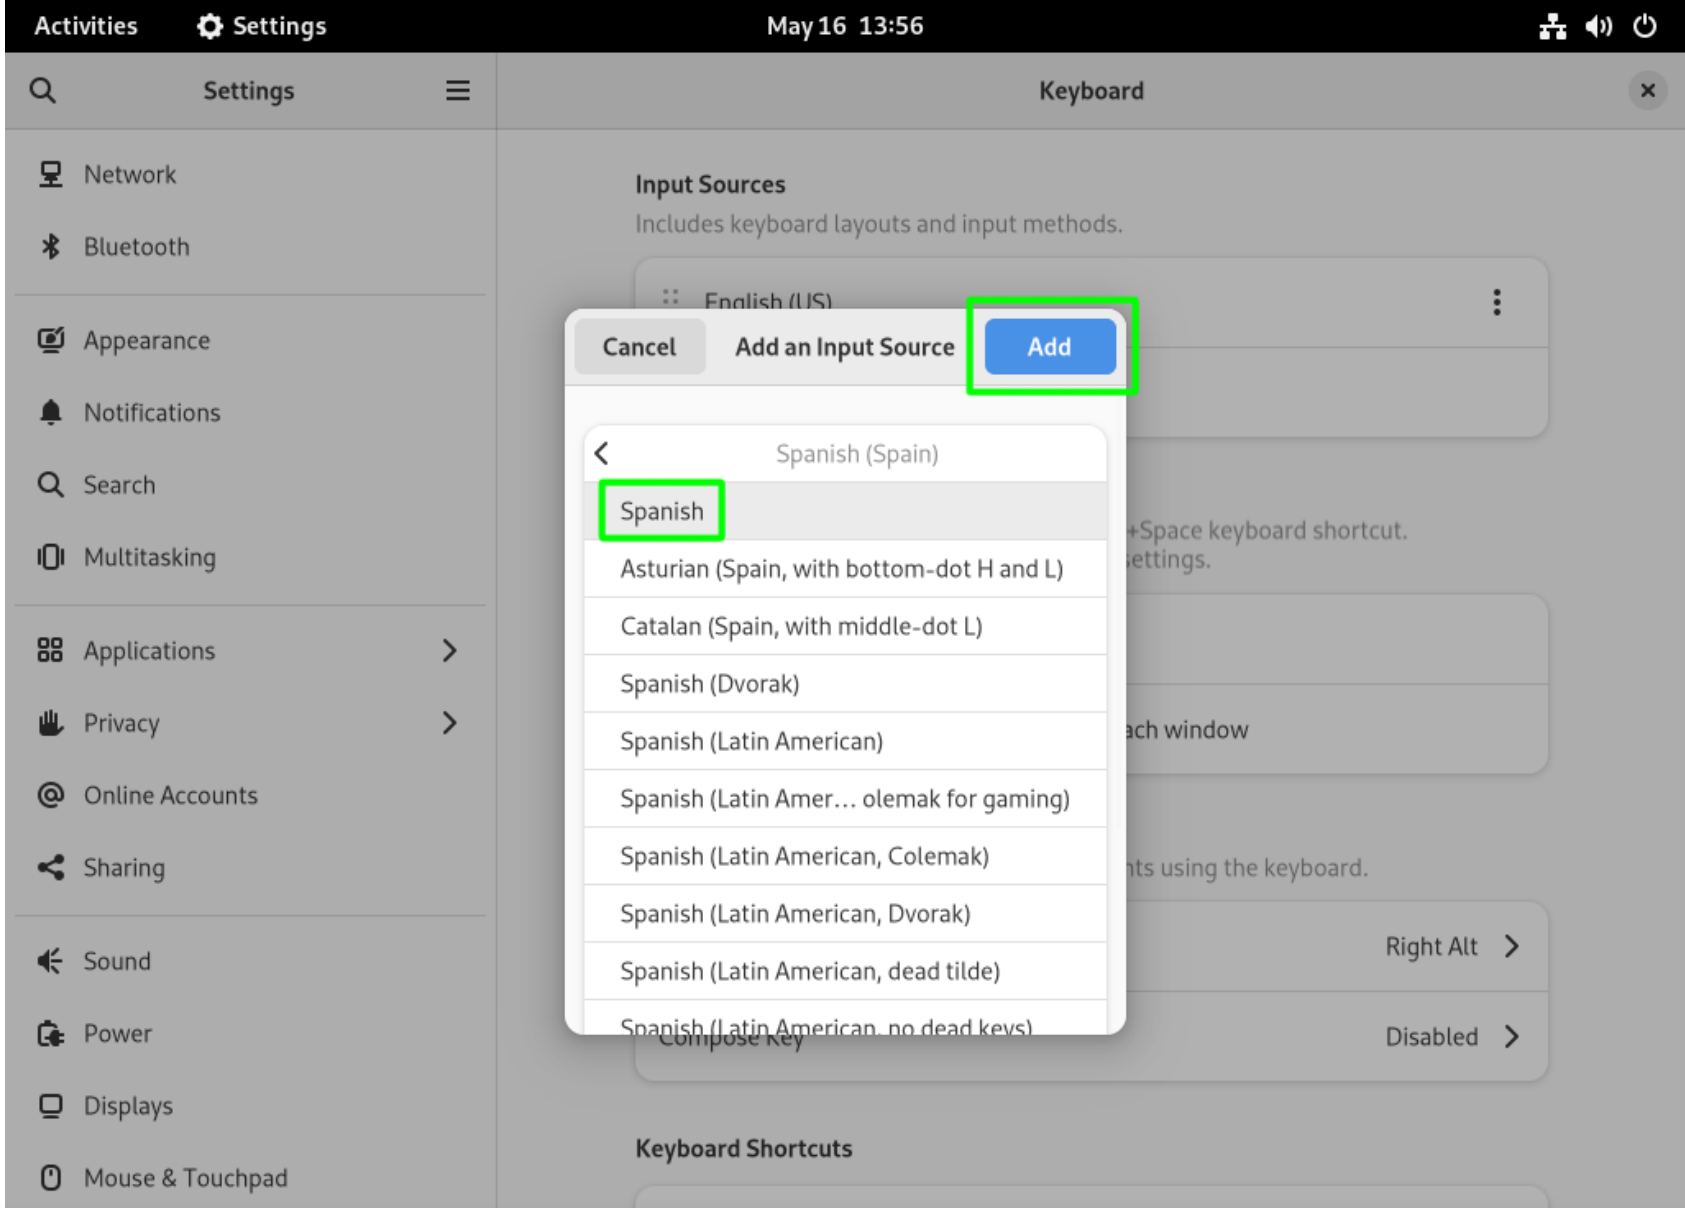 Activities
Settings
May 16 13:56
Settings
Keyboard
Network
Bluetooth
Appearance
Notifications
Search
Multitasking
Applications
Privacy
Online Accounts
Sharing
Sound
Power
Displays
Mouse & Touchpad
Input Sources
Includes keyboard layouts and input methods.
English (US)
Cancel
Add an Input Source
Add
Spanish (Spain)
Spanish
Asturian (Spain, with bottom-dot H and L)
Catalan (Spain, with middle-dot L)
Spanish (Dvorak)
Spanish (Latin American)
Spanish (Latin Amer… olemak for gaming)
Spanish (Latin American, Colemak)
Spanish (Latin American, Dvorak)
Spanish (Latin American, dead tilde)
Spanish (Latin American, no dead keys)
+Space keyboard shortcut.
settings.
ach window
nts using the keyboard.
Right Alt
Compose Key
Disabled
Keyboard Shortcuts